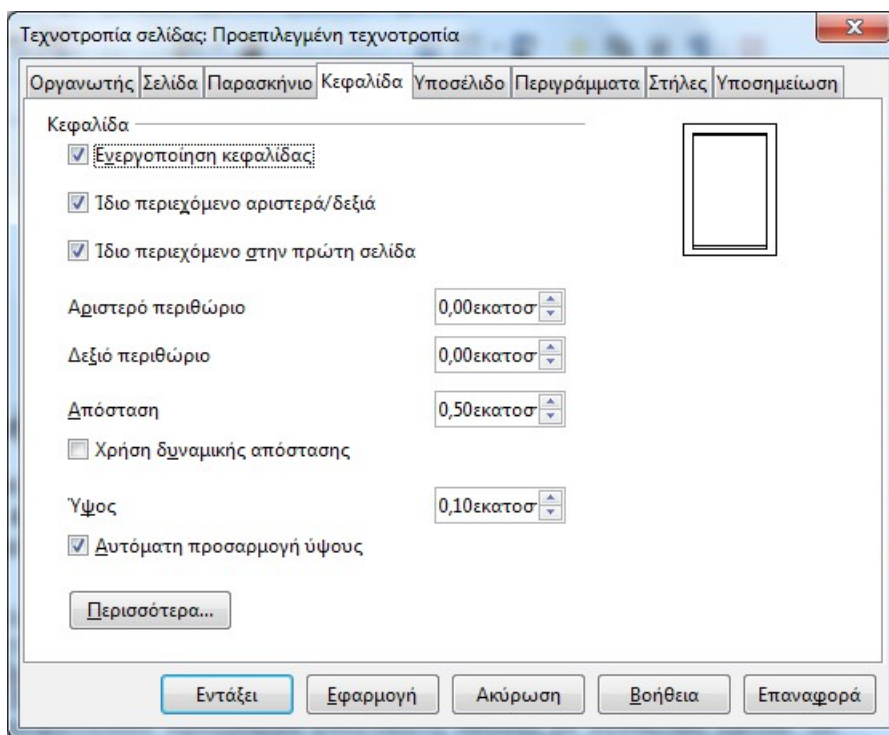 Τεχνοτροπία σελίδας: Προεπιλεγμένη τεχνοτροπία
Οργανωτής Σελίδα Παρασκήνιο Κεφαλίδα Υποσέλιδο Περιγράμματα Στήλες Υποσημείωση
Κεφαλίδα
Ενεργοποίηση κεφαλίδας
Ίδιο περιεχόμενο αριστερά/δεξιά
Ίδιο περιεχόμενο στην πρώτη σελίδα
Αριστερό περιθώριο 0,00εκατοσ
Δεξιό περιθώριο 0,00εκατοσ
Απόσταση 0,50εκατοσ
Χρήση δυναμικής απόστασης
Ύψος 0,10εκατοσ
Αυτόματη προσαρμογή ύψους
Περισσότερα...
Εντάξει Εφαρμογή Ακύρωση Βοήθεια Επαναφορά